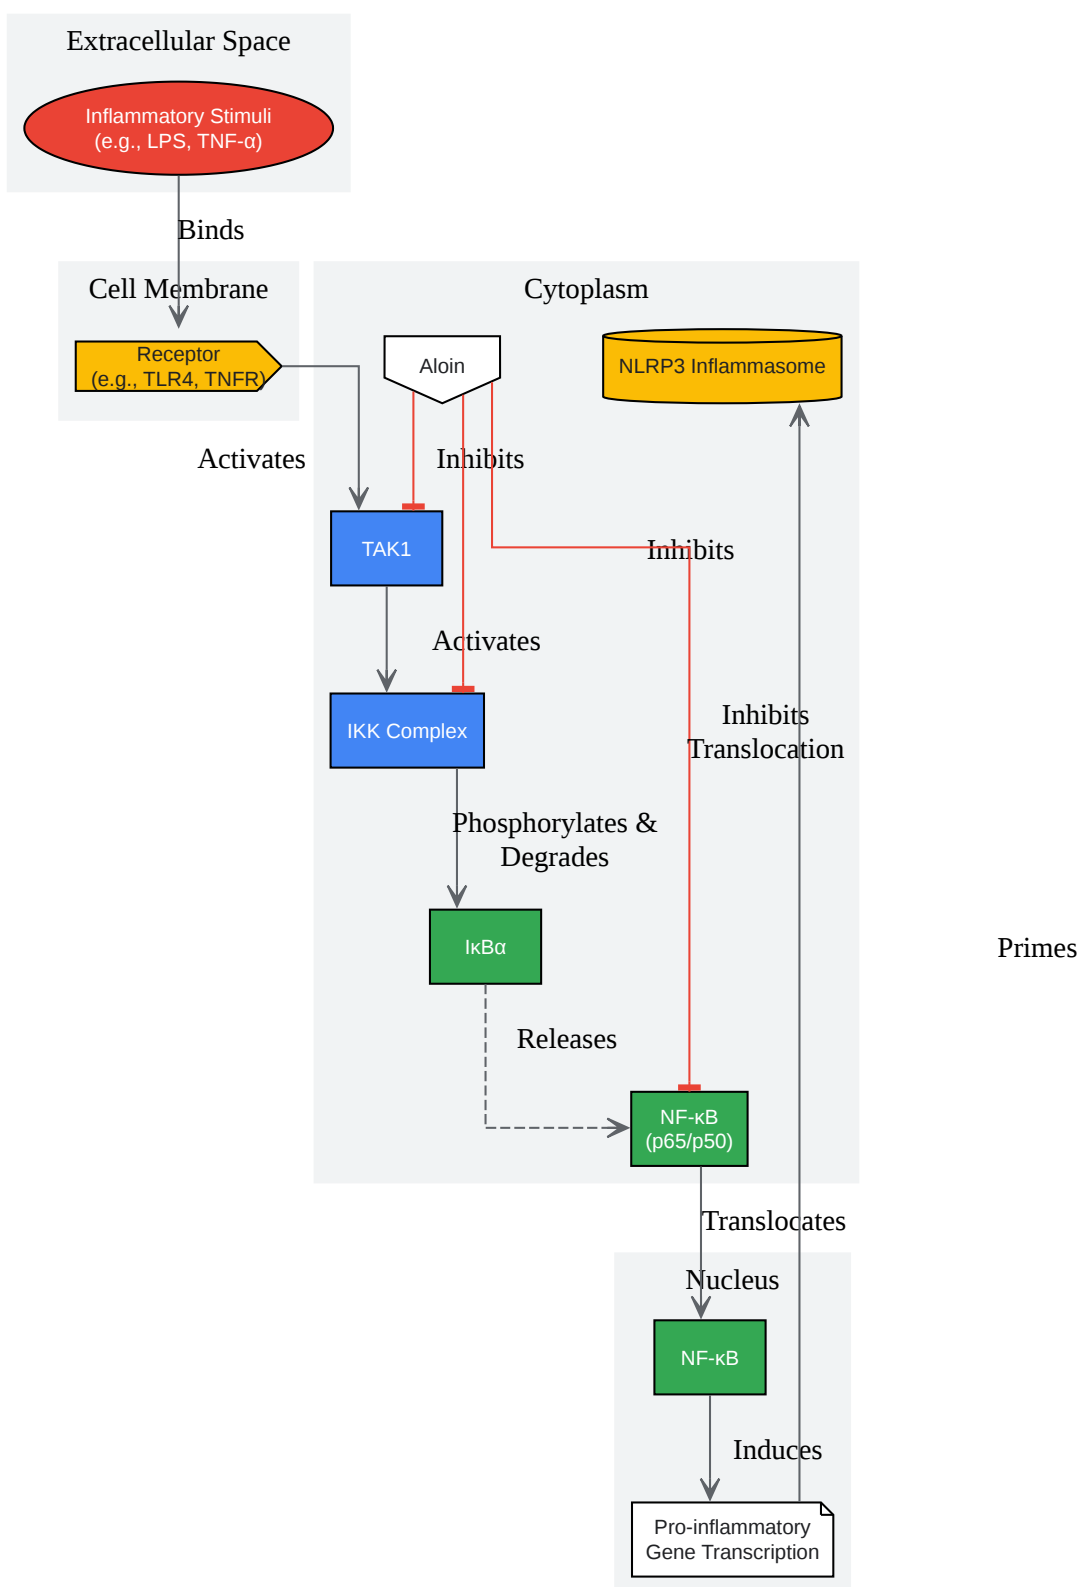 Extracellular Space
Inflammatory Stimuli
(e.g., LPS, TNF-α)
Binds
Cell Membrane
Cytoplasm
Receptor
(e.g., TLR4, TNFR)
Aloin
NLRP3 Inflammasome
Activates
Inhibits
TAK1
Inhibits
Activates
IKK Complex
Inhibits
Translocation
Phosphorylates &
Degrades
IκBα
Primes
Releases
NF-κB
(p65/p50)
Translocates
Nucleus
NF-κB
Induces
Pro-inflammatory
Gene Transcription